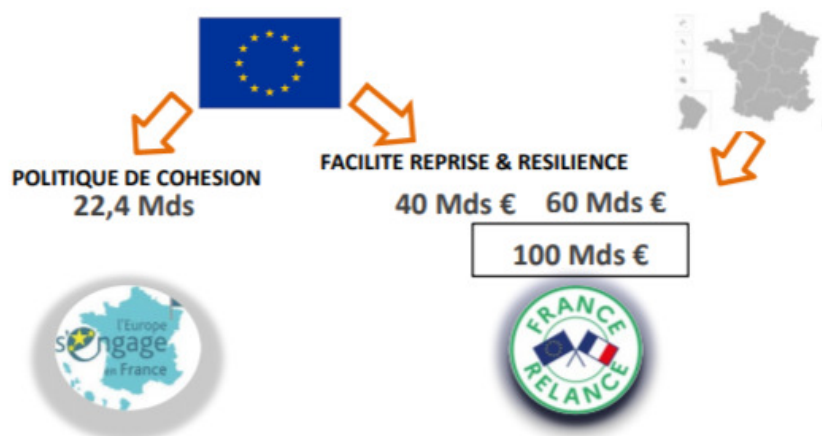 POLITIQUE DE COHESION
22,4 Mds
FACILITE REPRISE & RESILIENCE
40 Mds € 60 Mds €
100 Mds €
l'Europe
s'engage
en France
FRANCE
RELANCE